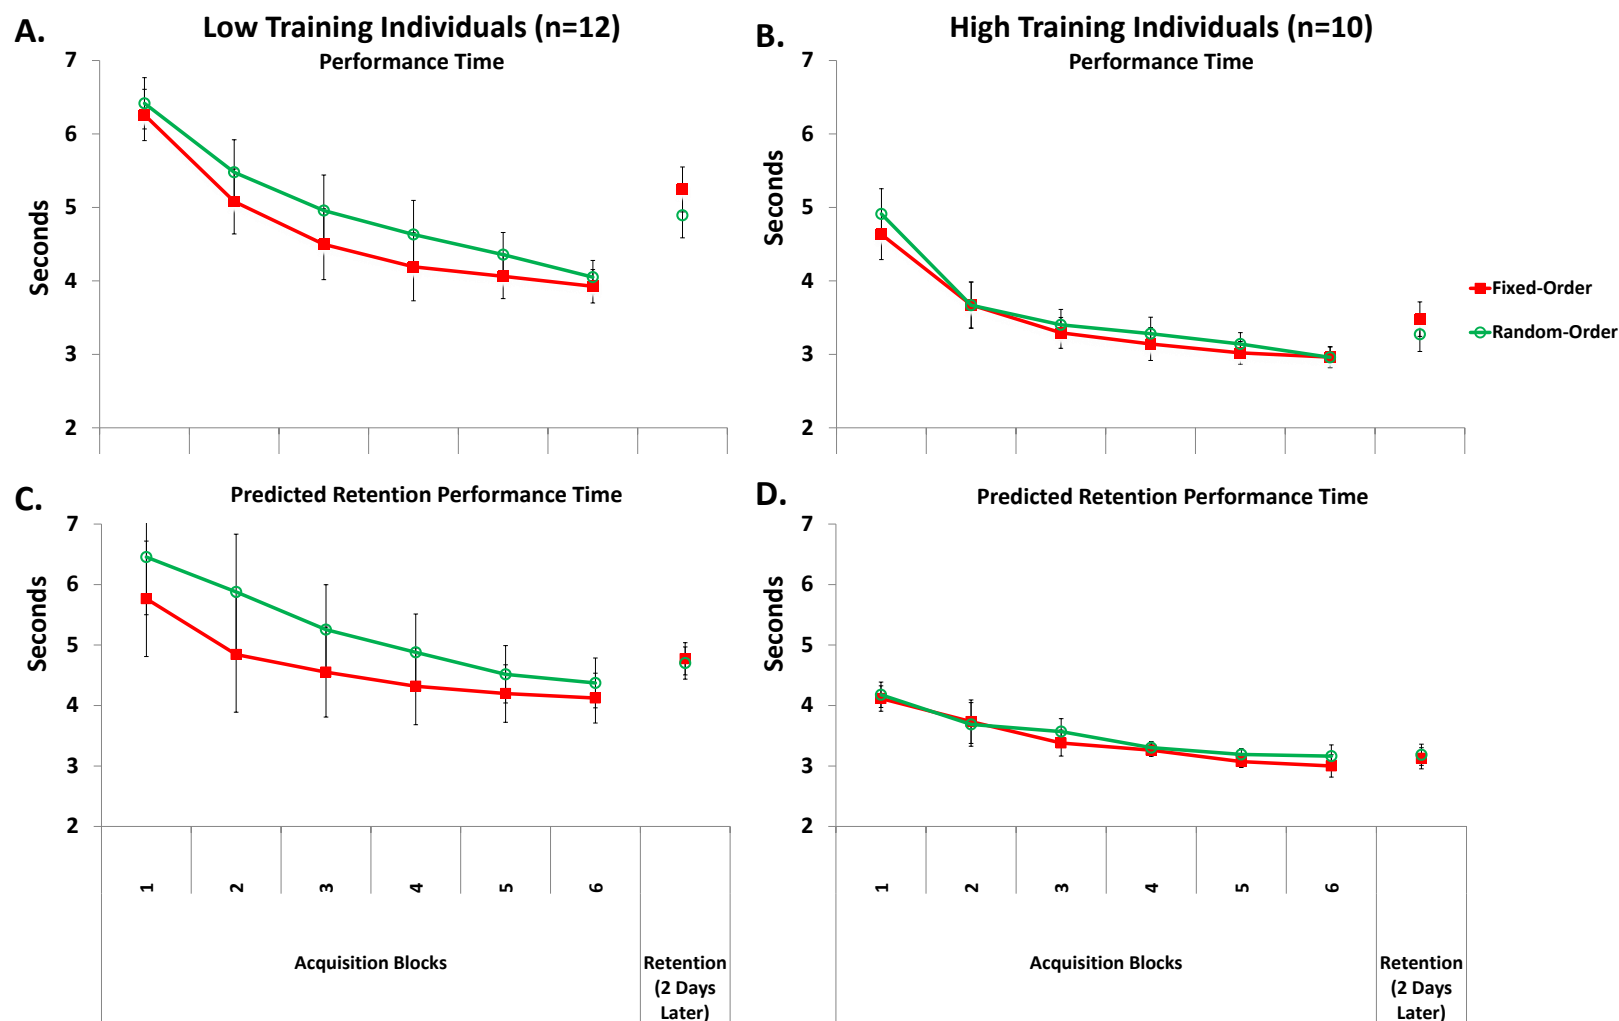 A.
Low Training Individuals (n=12)
Performance Time
Seconds
7
6
5
4
3
2
B.
High Training Individuals (n=10)
Performance Time
Seconds
7
6
5
4
3
2
Fixed-Order
Random-Order
C.
Predicted Retention Performance Time
Seconds
7
6
5
4
3
2
1
2
3
4
5
6
Acquisition Blocks
Retention
(2 Days
Later)
D.
Predicted Retention Performance Time
Seconds
7
6
5
4
3
2
1
2
3
4
5
6
Acquisition Blocks
Retention
(2 Days
Later)